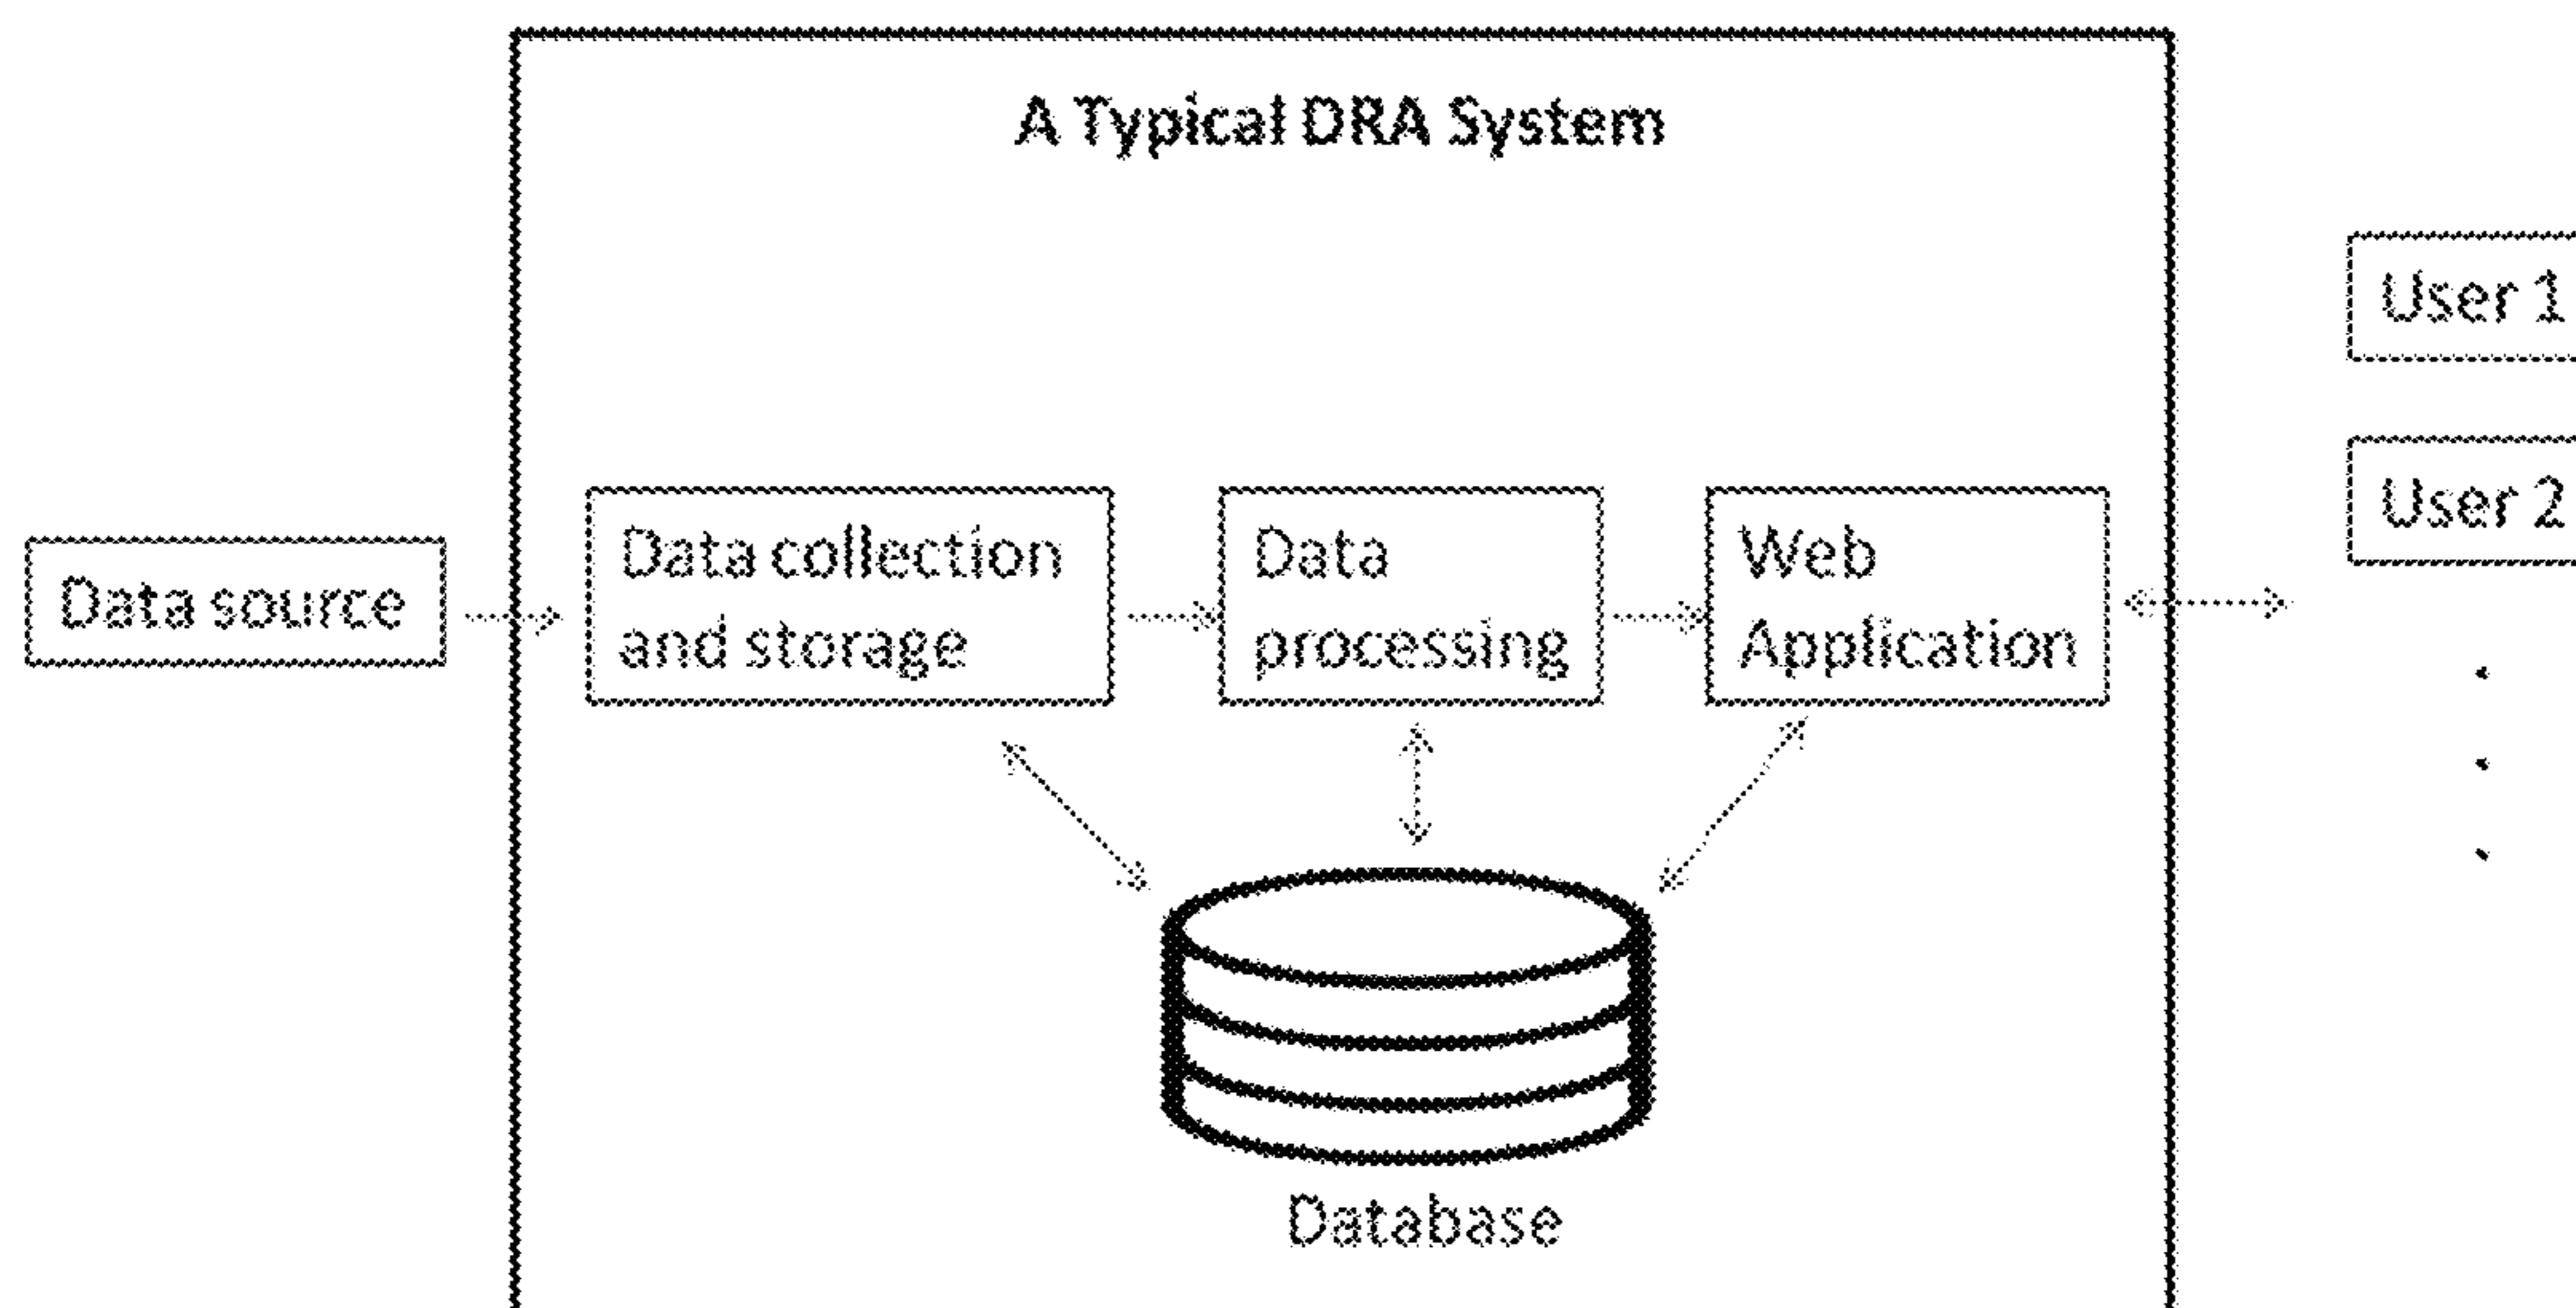 A Typical DRA System
User 1
User 2
Data source
Data collection
and storage
Data
processing
Web
Application
Database